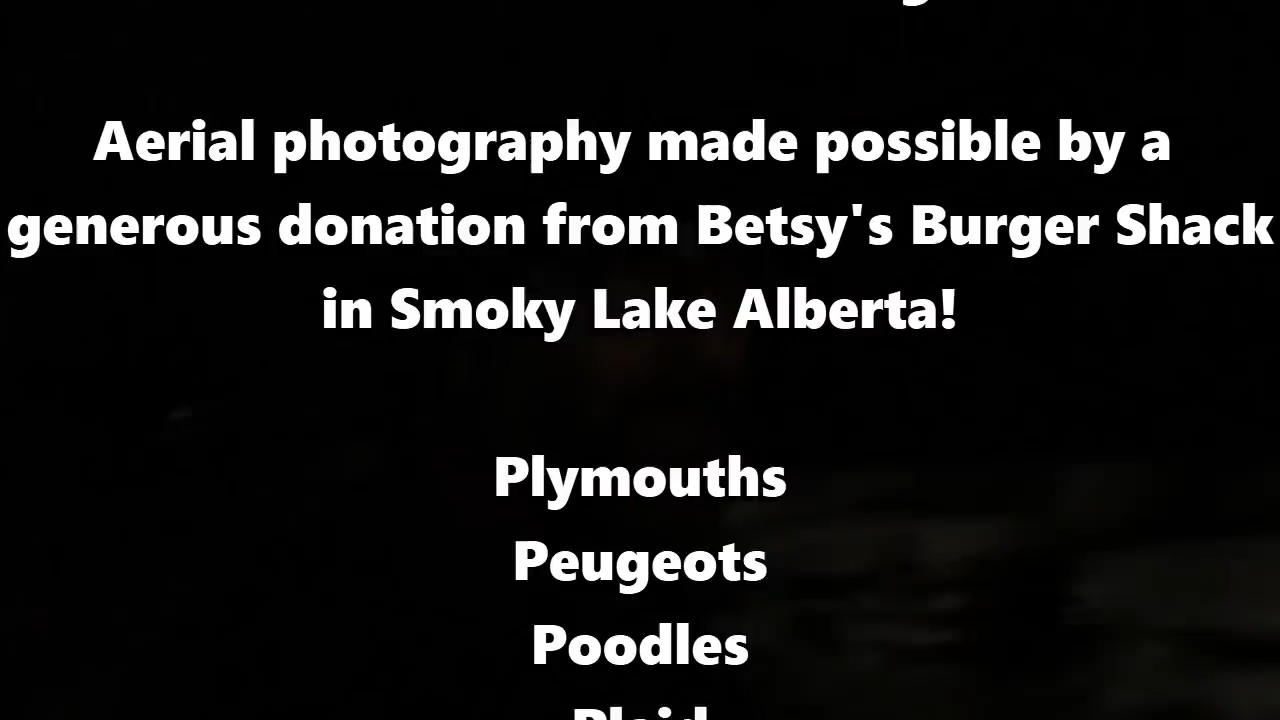 Aerial photography made possible by a
generous donation from Betsy's Burger Shack
in Smoky Lake Alberta!
Plymouths
Peugeots
Poodles